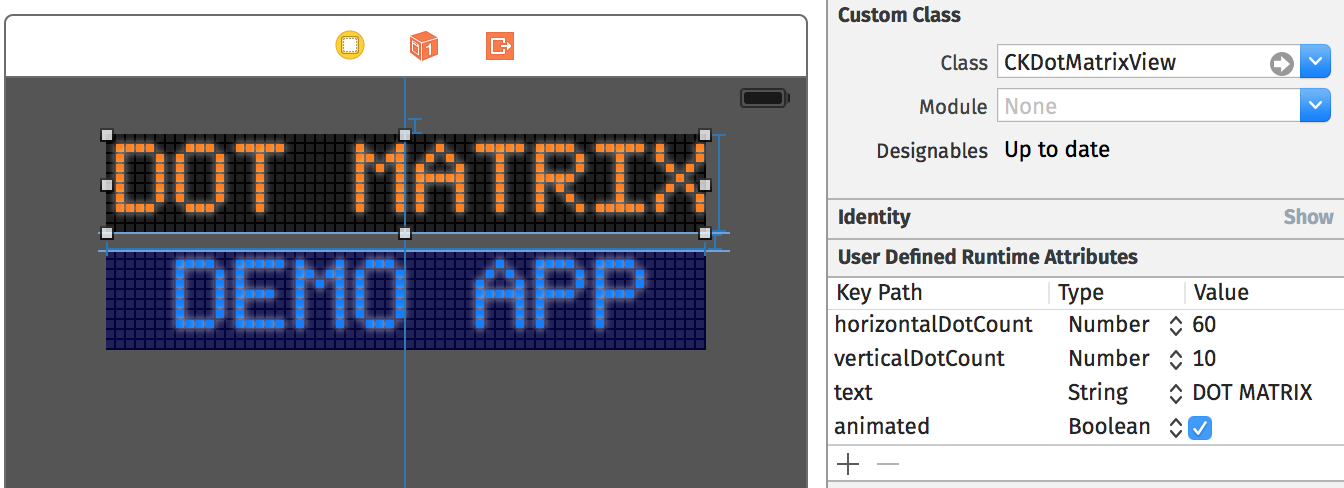 1
DOT MATRIX
DEMO APP
Custom Class
Class CKDotMatrixView
Module None
Designables Up to date
Identity Show
User Defined Runtime Attributes
Key Path Type Value
horizontalDotCount Number 60
verticalDotCount Number 10
text String DOT MATRIX
animated Boolean